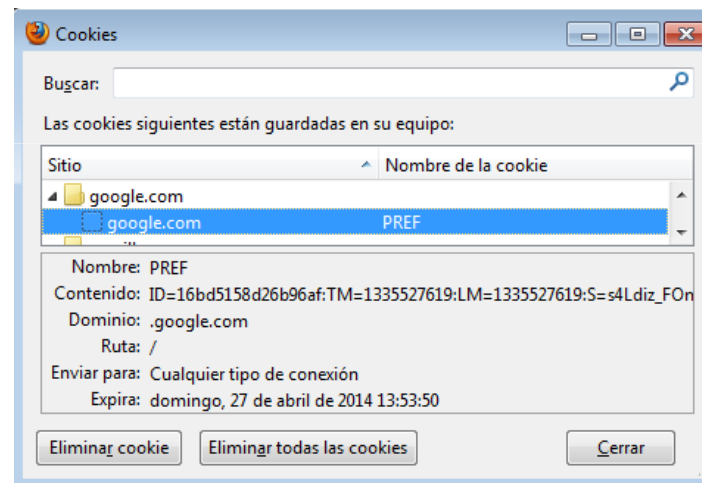 Cookies
Buscar:
Las cookies siguientes están guardadas en su equipo:
Sitio Nombre de la cookie
google.com
google.com PREF
Nombre: PREF
Contenido: ID=16bd5158d26b96af:TM=1335527619:LM=1335527619:S=s4Ldiz_FOn
Dominio: .google.com
Ruta: /
Enviar para: Cualquier tipo de conexión
Expira: domingo, 27 de abril de 2014 13:53:50
Eliminar cookie Eliminar todas las cookies Cerrar